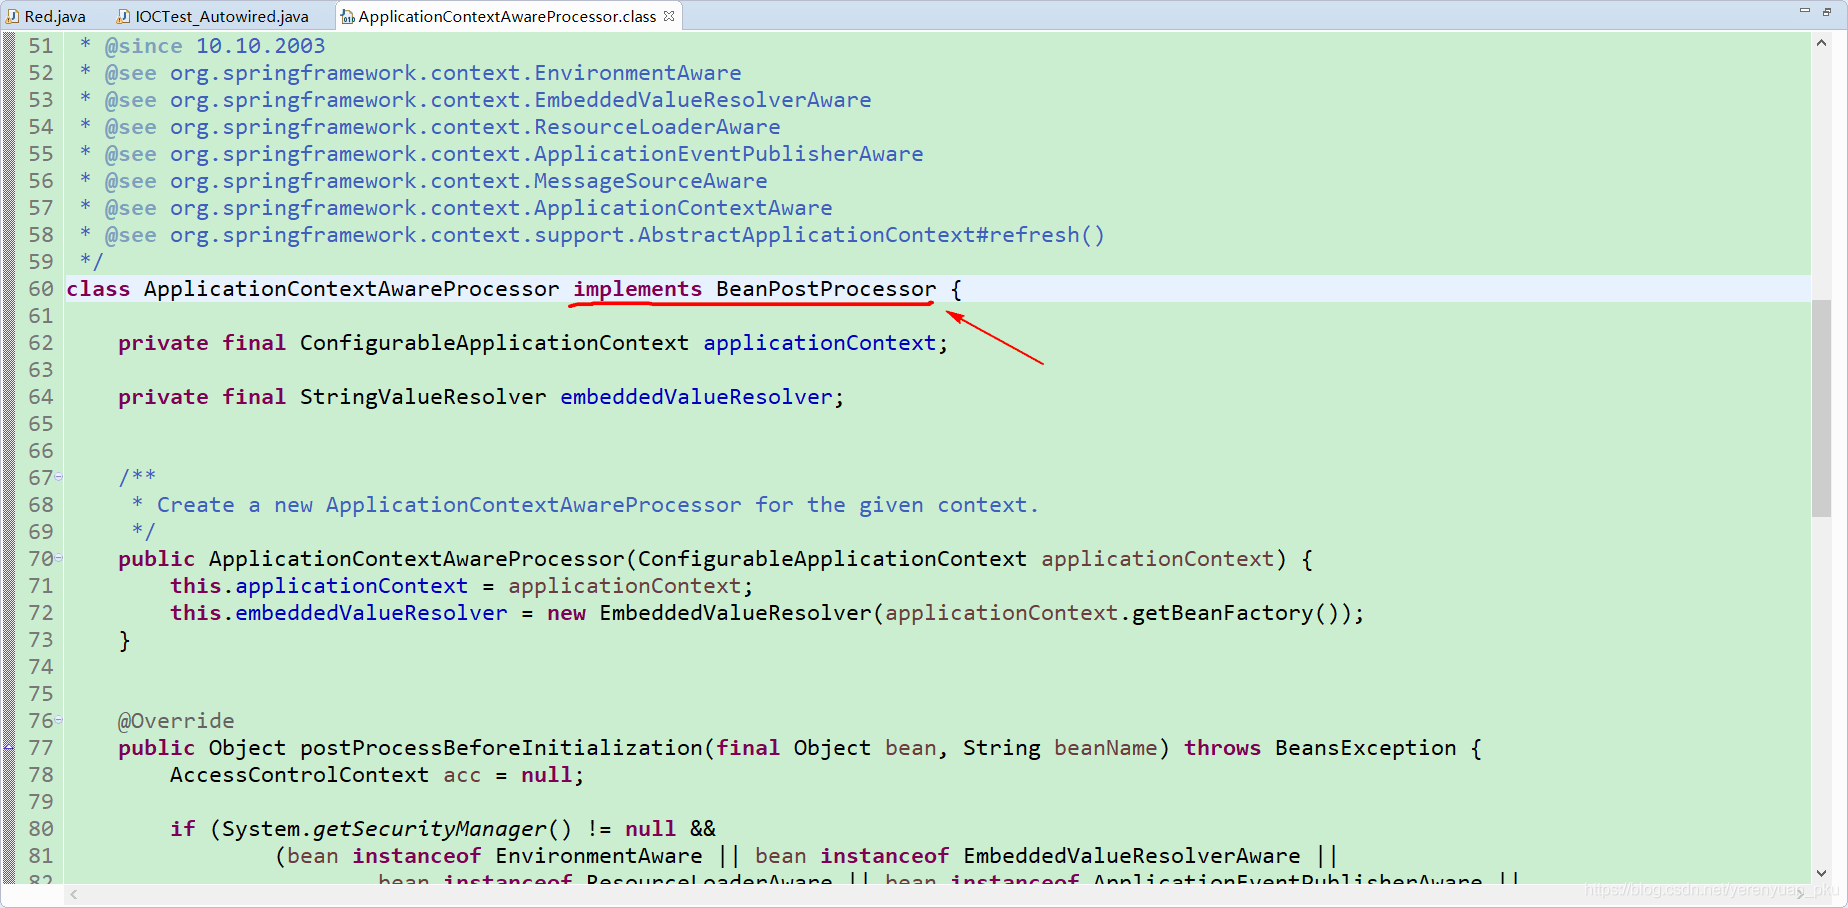 Red.java IOCTest_Autowired.java ApplicationContextAwareProcessor.class
51 * @since 10.10.2003
52 * @see org.springframework.context.EnvironmentAware
53 * @see org.springframework.context.EmbeddedValueResolverAware
54 * @see org.springframework.context.ResourceLoaderAware
55 * @see org.springframework.context.ApplicationEventPublisherAware
56 * @see org.springframework.context.MessageSourceAware
57 * @see org.springframework.context.ApplicationContextAware
58 * @see org.springframework.context.support.AbstractApplicationContext#refresh()
59 */
60 class ApplicationContextAwareProcessor implements BeanPostProcessor {
61
62 private final ConfigurableApplicationContext applicationContext;
63
64 private final StringValueResolver embeddedValueResolver;
65
66
67 /**
68 * Create a new ApplicationContextAwareProcessor for the given context.
69 */
70 public ApplicationContextAwareProcessor(ConfigurableApplicationContext applicationContext) {
71 this.applicationContext = applicationContext;
72 this.embeddedValueResolver = new EmbeddedValueResolver(applicationContext.getBeanFactory());
73 }
74
75
76 @Override
77 public Object postProcessBeforeInitialization(final Object bean, String beanName) throws BeansException {
78 AccessControlContext acc = null;
79
80 if (System.getSecurityManager() != null &&
81 (bean instanceof EnvironmentAware || bean instanceof EmbeddedValueResolverAware ||
82 bean instanceof ResourceLoaderAware || bean instanceof ApplicationEventPublisherAware ||
https://blog.csdn.net/yerenyuan_pku